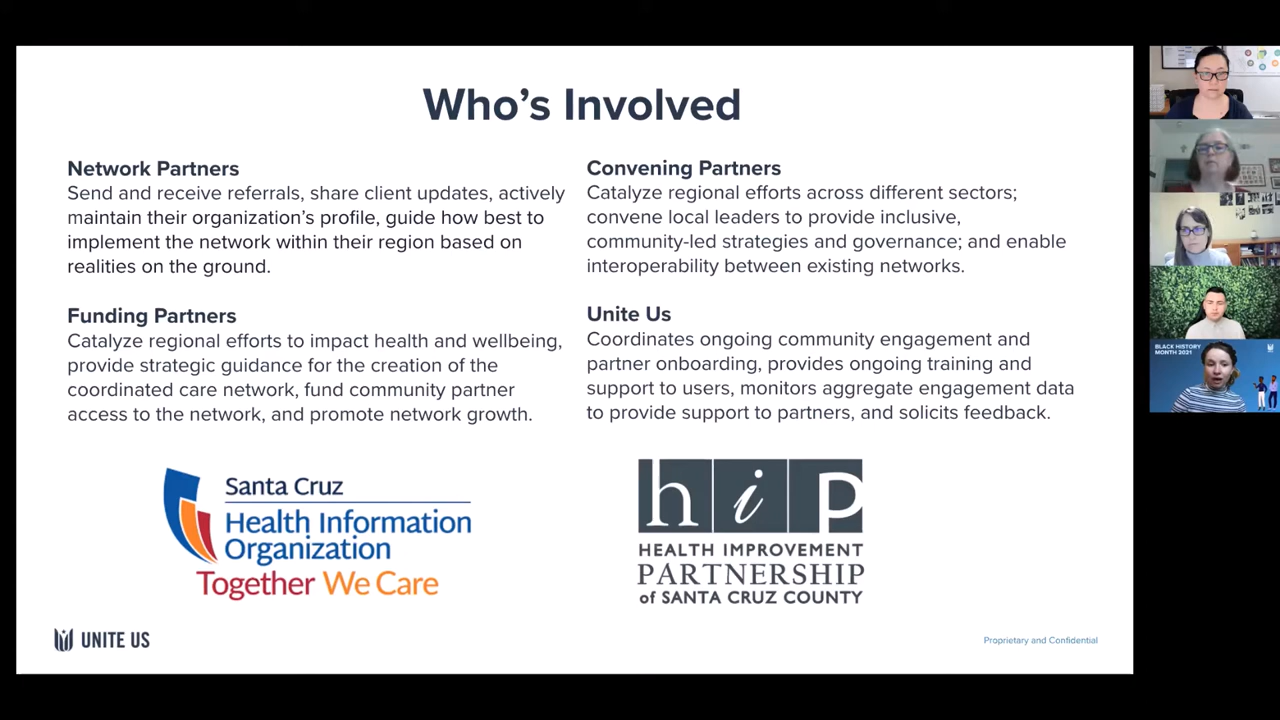 Who's Involved
Network Partners
Send and receive referrals, share client updates, actively
maintain their organization's profile, guide how best to
implement the network within their region based on
realities on the ground.
Funding Partners
Catalyze regional efforts to impact health and wellbeing,
provide strategic guidance for the creation of the
coordinated care network, fund community partner
access to the network, and promote network growth.
Convening Partners
Catalyze regional efforts across different sectors;
convene local leaders to provide inclusive,
community-led strategies and governance; and enable
interoperability between existing networks.
Unite Us
Coordinates ongoing community engagement and
partner onboarding, provides ongoing training and
support to users, monitors aggregate engagement data
to provide support to partners, and solicits feedback.
Santa Cruz
Health Information
Organization
Together We Care
hip
HEALTH IMPROVEMENT
PARTNERSHIP
of SANTA CRUZ COUNTY
UNITE US
Proprietary and Confidential
BLACK HISTORY
MONTH 2021